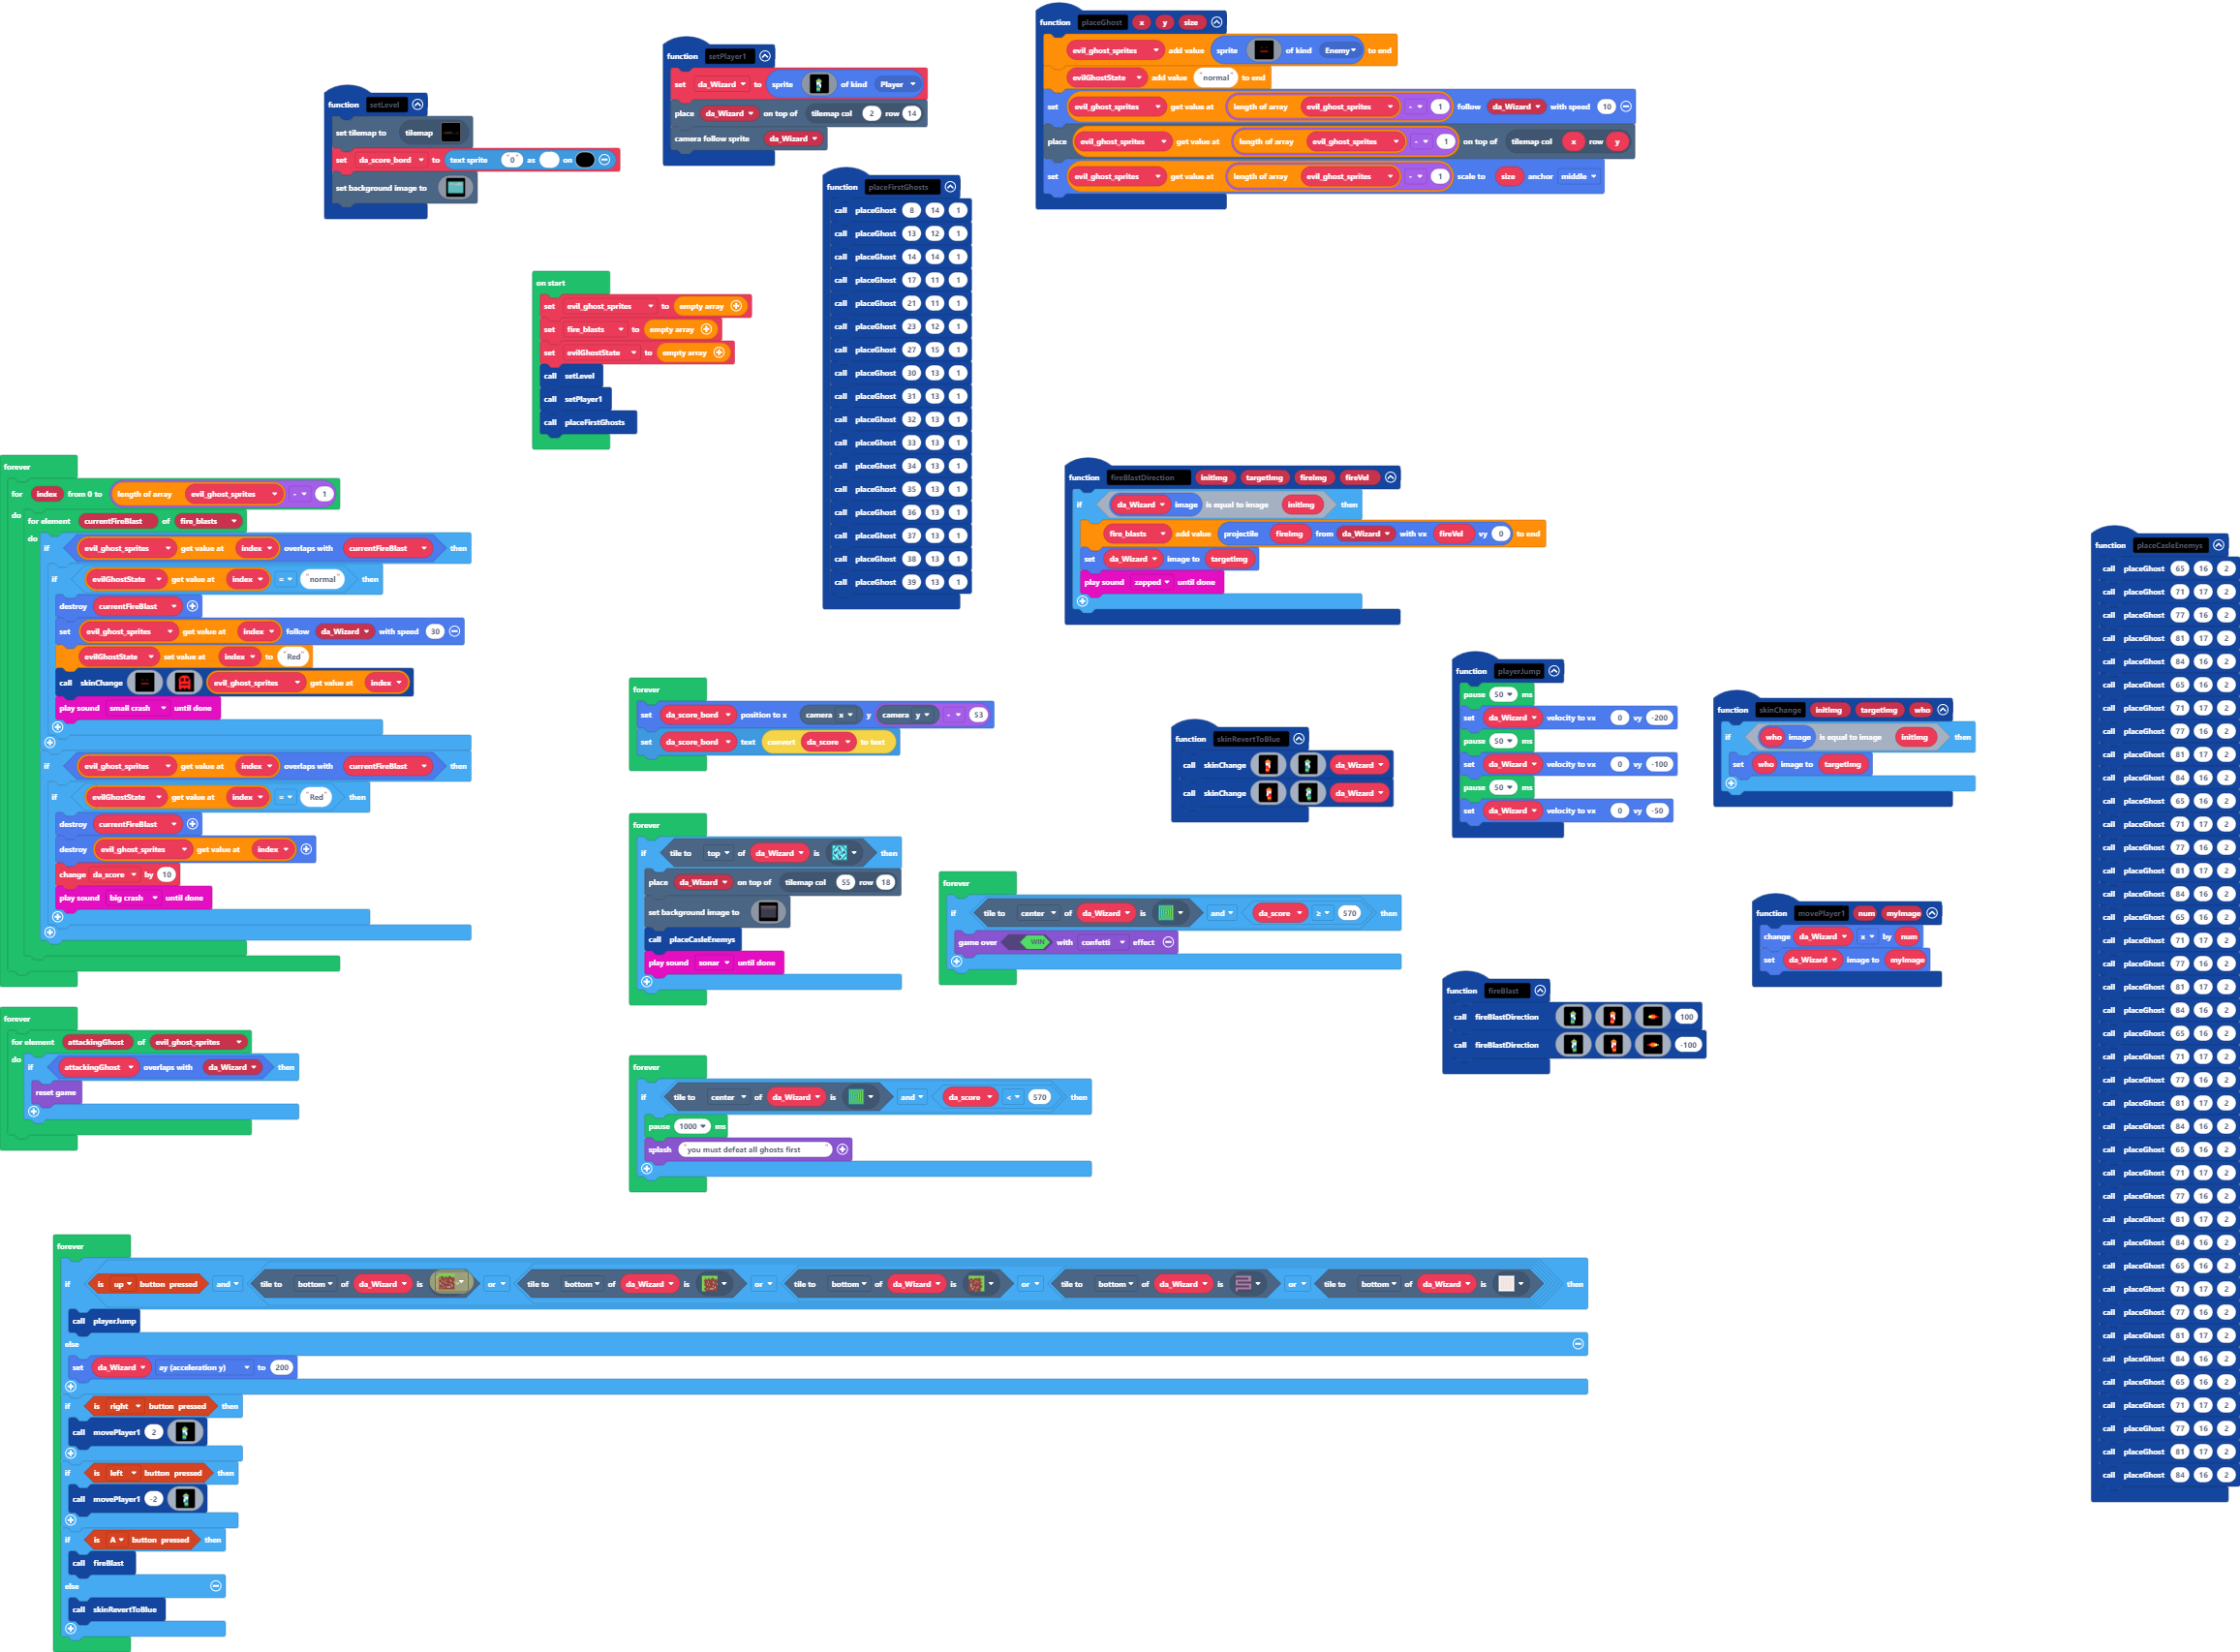 function setLevel
set tilemap to tilemap
set da_score_bord to text sprite "0" as on
set background image to
function setPlayer1
set da_Wizard to sprite of kind Player
place da_Wizard on top of tilemap col 2 row 14
camera follow sprite da_Wizard
function placeGhost x y size
evil_ghost_sprites add value sprite of kind Enemy to end
evilGhostState add value "normal" to end
set evil_ghost_sprites get value at length of array evil_ghost_sprites - 1 follow da_Wizard with speed 10
place evil_ghost_sprites get value at length of array evil_ghost_sprites - 1 on top of tilemap col x row y
set evil_ghost_sprites get value at length of array evil_ghost_sprites - 1 scale to size anchor middle
function placeFirstGhosts
call placeGhost 8 14 1
call placeGhost 13 12 1
call placeGhost 14 14 1
call placeGhost 17 11 1
call placeGhost 21 11 1
call placeGhost 23 12 1
call placeGhost 27 15 1
call placeGhost 30 13 1
call placeGhost 31 13 1
call placeGhost 32 13 1
call placeGhost 33 13 1
call placeGhost 34 13 1
call placeGhost 35 13 1
call placeGhost 36 13 1
call placeGhost 37 13 1
call placeGhost 38 13 1
call placeGhost 39 13 1
on start
set evil_ghost_sprites to empty array
set fire_blasts to empty array
set evilGhostState to empty array
call setLevel
call setPlayer1
call placeFirstGhosts
forever
for index from 0 to length of array evil_ghost_sprites - 1
do for element currentFireBlast of fire_blasts
do if evil_ghost_sprites get value at index overlaps with currentFireBlast then
if evilGhostState get value at index = "normal" then
destroy currentFireBlast
set evil_ghost_sprites get value at index follow da_Wizard with speed 30
evilGhostState set value at index to "Red"
call skinChange evil_ghost_sprites get value at index
play sound small crash until done
if evil_ghost_sprites get value at index overlaps with currentFireBlast then
if evilGhostState get value at index = "Red" then
destroy currentFireBlast
destroy evil_ghost_sprites get value at index
change da_score by 10
play sound big crash until done
forever
for element attackingGhost of evil_ghost_sprites
do if attackingGhost overlaps with da_Wizard then
reset game
function fireBlastDirection initImg targetImg fireImg fireVel
if da_Wizard image is equal to image initImg then
fire_blasts add value projectile fireImg from da_Wizard with vx fireVel vy 0 to end
set da_Wizard image to targetImg
play sound zapped until done
forever
set da_score_bord position to x camera x y camera y - 53
set da_score_bord text convert da_score to text
forever
if tile to top of da_Wizard is then
place da_Wizard on top of tilemap col 55 row 18
set background image to
call placeCasleEnemys
play sound sonar until done
forever
if tile to center of da_Wizard is and da_score ≥ 570 then
game over WIN with confetti effect
forever
if tile to center of da_Wizard is and da_score < 570 then
pause 1000 ms
splash "you must defeat all ghosts first"
function skinRevertToBlue
call skinChange da_Wizard
call skinChange da_Wizard
function playerJump
pause 50 ms
set da_Wizard velocity to vx 0 vy -200
pause 50 ms
set da_Wizard velocity to vx 0 vy -100
pause 50 ms
set da_Wizard velocity to vx 0 vy -50
function skinChange initImg targetImg who
if who image is equal to image initImg then
set who image to targetImg
function movePlayer1 num myImage
change da_Wizard x by num
set da_Wizard image to myImage
function fireBlast
call fireBlastDirection 100
call fireBlastDirection -100
function placeCasleEnemys
call placeGhost 65 16 2
call placeGhost 71 17 2
call placeGhost 77 16 2
call placeGhost 81 17 2
call placeGhost 84 16 2
call placeGhost 65 16 2
call placeGhost 71 17 2
call placeGhost 77 16 2
call placeGhost 81 17 2
call placeGhost 84 16 2
call placeGhost 65 16 2
call placeGhost 71 17 2
call placeGhost 77 16 2
call placeGhost 81 17 2
call placeGhost 84 16 2
call placeGhost 65 16 2
call placeGhost 71 17 2
call placeGhost 77 16 2
call placeGhost 81 17 2
call placeGhost 84 16 2
call placeGhost 65 16 2
call placeGhost 71 17 2
call placeGhost 77 16 2
call placeGhost 81 17 2
call placeGhost 84 16 2
call placeGhost 65 16 2
call placeGhost 71 17 2
call placeGhost 77 16 2
call placeGhost 81 17 2
call placeGhost 84 16 2
call placeGhost 65 16 2
call placeGhost 71 17 2
call placeGhost 77 16 2
call placeGhost 81 17 2
call placeGhost 84 16 2
call placeGhost 65 16 2
call placeGhost 71 17 2
call placeGhost 77 16 2
call placeGhost 81 17 2
call placeGhost 84 16 2
forever
if is up button pressed and tile to bottom of da_Wizard is or tile to bottom of da_Wizard is or tile to bottom of da_Wizard is or tile to bottom of da_Wizard is or tile to bottom of da_Wizard is then
call playerJump
else
set da_Wizard ay (acceleration y) to 200
if is right button pressed then
call movePlayer1 2
if is left button pressed then
call movePlayer1 -2
if is A button pressed then
call fireBlast
else
call skinRevertToBlue